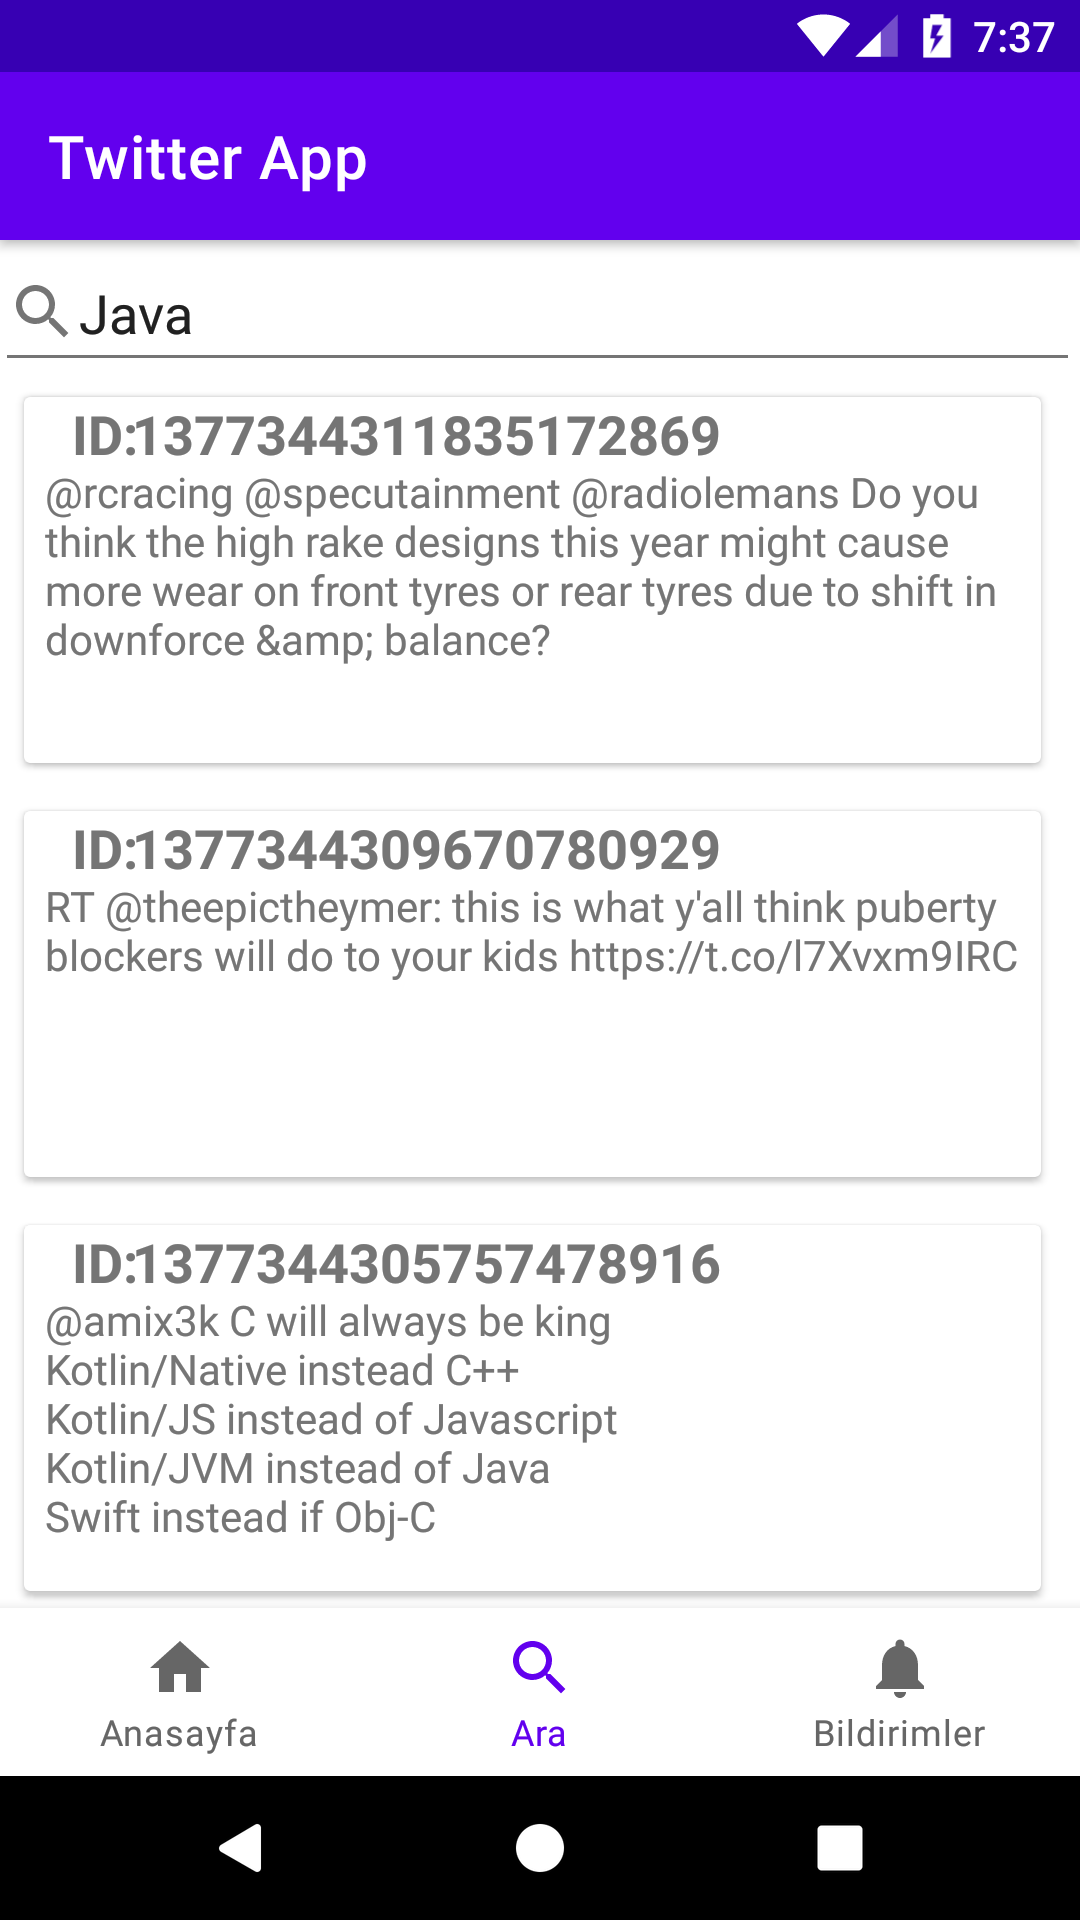 7:37
Twitter App
Java
ID:1377344311835172869
@rcracing @specutainment @radiolemans Do you
think the high rake designs this year might cause
more wear on front tyres or rear tyres due to shift in
downforce &amp; balance?
ID:1377344309670780929
RT @theepictheymer: this is what y'all think puberty
blockers will do to your kids https://t.co/l7Xvxm9IRC
ID:1377344305757478916
@amix3k C will always be king
Kotlin/Native instead C++
Kotlin/JS instead of Javascript
Kotlin/JVM instead of Java
Swift instead if Obj-C
Anasayfa
Ara
Bildirimler